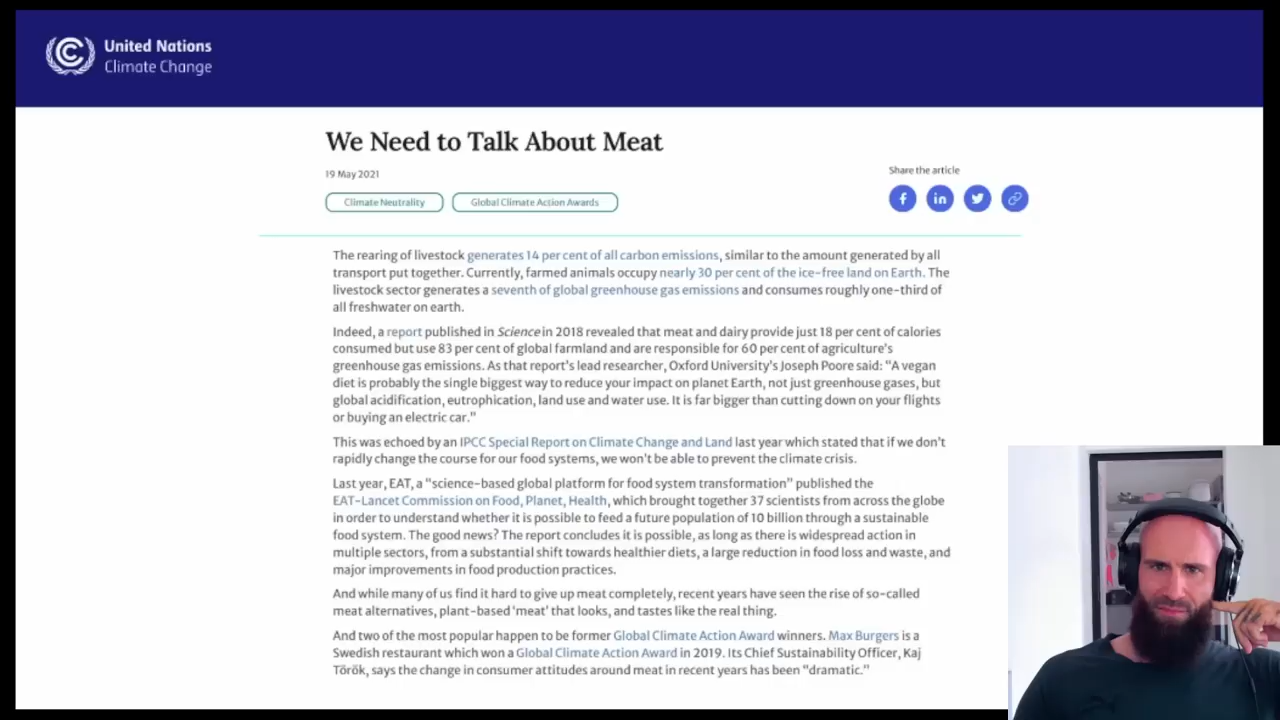 United Nations
Climate Change
We Need to Talk About Meat
19 May 2021
Share the article
Climate Neutrality
Global Climate Action Awards
The rearing of livestock generates 14 per cent of all carbon emissions, similar to the amount generated by all
transport put together. Currently, farmed animals occupy nearly 30 per cent of the ice-free land on Earth. The
livestock sector generates a seventh of global greenhouse gas emissions and consumes roughly one-third of
all freshwater on earth.
Indeed, a report published in Science in 2018 revealed that meat and dairy provide just 18 per cent of calories
consumed but use 83 per cent of global farmland and are responsible for 60 per cent of agriculture's
greenhouse gas emissions. As that report's lead researcher, Oxford University's Joseph Poore said: "A vegan
diet is probably the single biggest way to reduce your impact on planet Earth, not just greenhouse gases, but
global acidification, eutrophication, land use and water use. It is far bigger than cutting down on your flights
or buying an electric car."
This was echoed by an IPCC Special Report on Climate Change and Land last year which stated that if we don't
rapidly change the course for our food systems, we won't be able to prevent the climate crisis.
Last year, EAT, a "science-based global platform for food system transformation" published the
EAT-Lancet Commission on Food, Planet, Health, which brought together 37 scientists from across the globe
in order to understand whether it is possible to feed a future population of 10 billion through a sustainable
food system. The good news? The report concludes it is possible, as long as there is widespread action in
multiple sectors, from a substantial shift towards healthier diets, a large reduction in food loss and waste, and
major improvements in food production practices.
And while many of us find it hard to give up meat completely, recent years have seen the rise of so-called
meat alternatives, plant-based 'meat' that looks, and tastes like the real thing.
And two of the most popular happen to be former Global Climate Action Award winners. Max Burgers is a
Swedish restaurant which won a Global Climate Action Award in 2019. Its Chief Sustainability Officer, Kaj
Török, says the change in consumer attitudes around meat in recent years has been "dramatic."